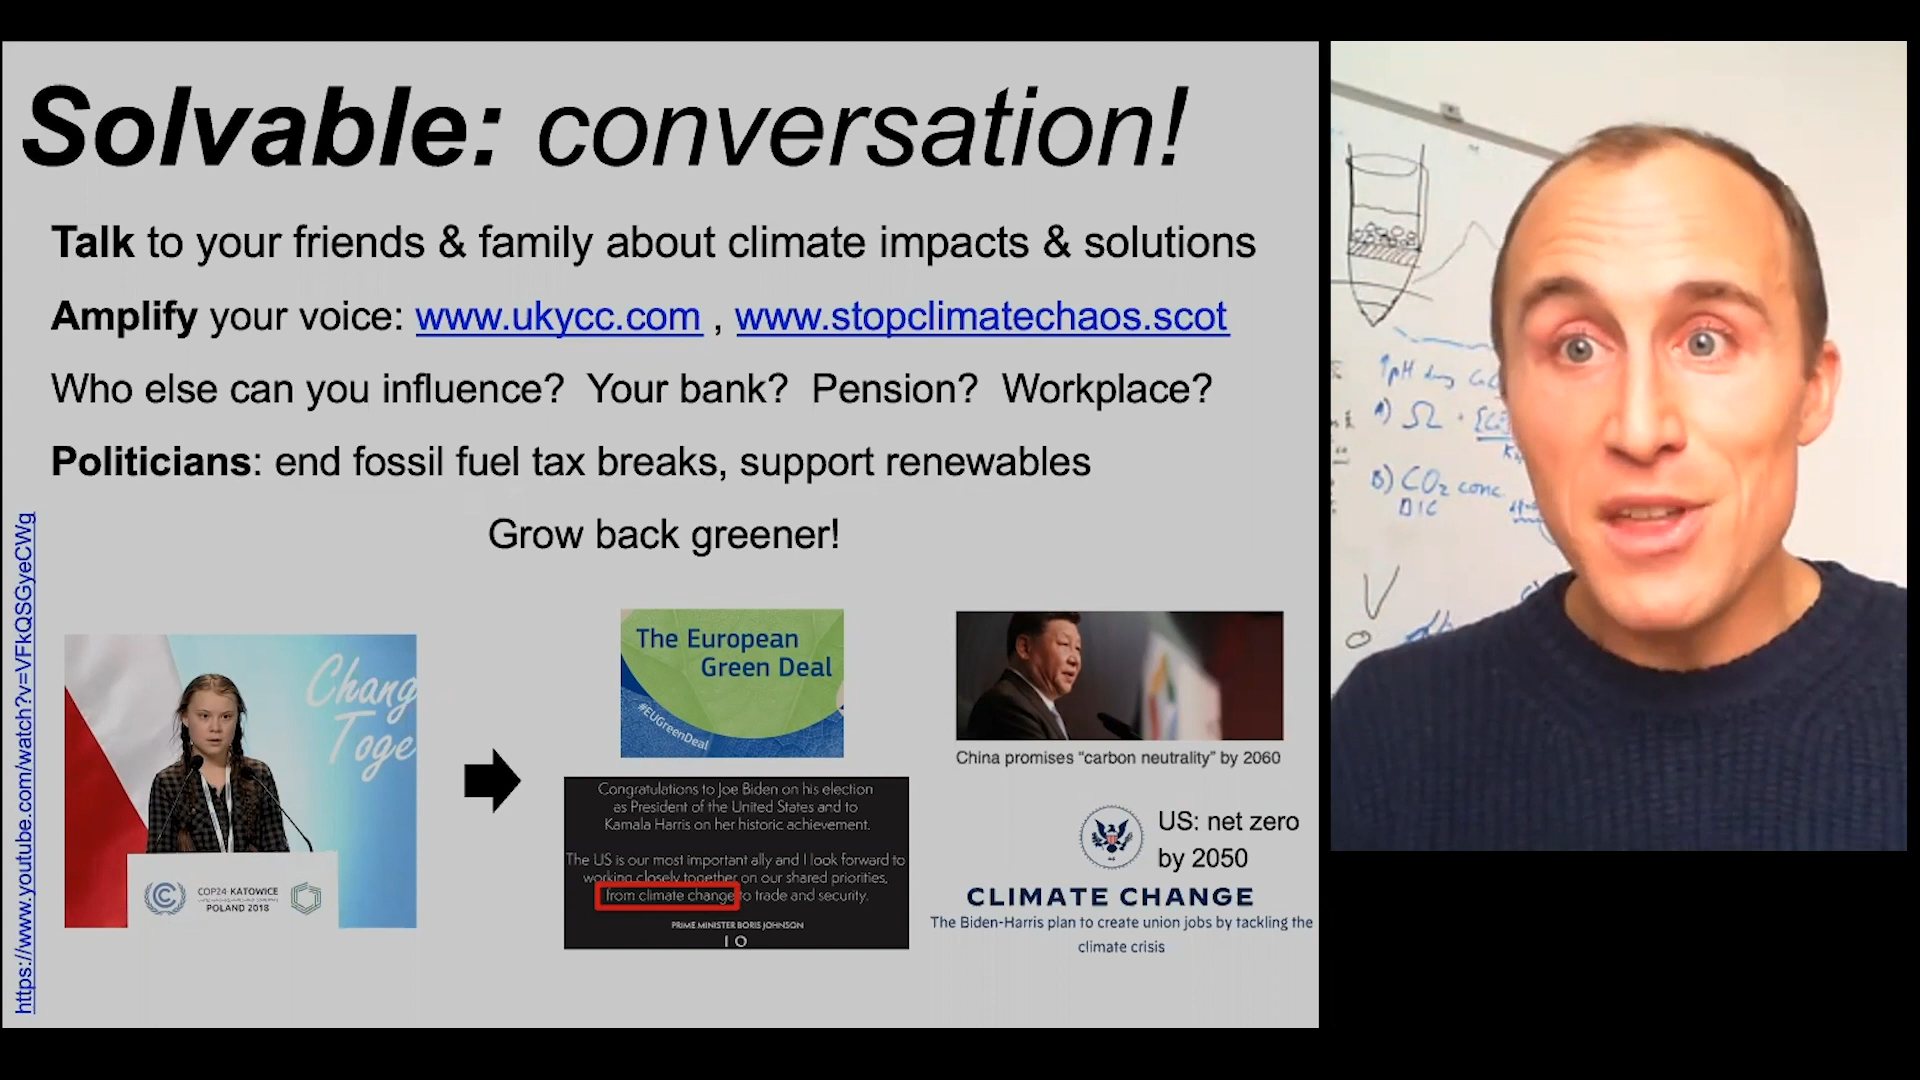 Solvable: conversation!
Talk to your friends & family about climate impacts & solutions
Amplify your voice: www.ukycc.com , www.stopclimatechaos.scot
Who else can you influence? Your bank? Pension? Workplace?
Politicians: end fossil fuel tax breaks, support renewables
Grow back greener!
https://www.youtube.com/watch?v=VFkQSGyeCWg
Chang
Toge
COP24 KATOWICE
POLAND 2018
The European
Green Deal
#EUGreenDeal
Congratulations to Joe Biden on his election
as President of the United States and to
Kamala Harris on her historic achievement.
The US is our most important ally and I look forward to
working closely together on our shared priorities,
from climate change to trade and security.
PRIME MINISTER BORIS JOHNSON
10
China promises “carbon neutrality” by 2060
US: net zero
by 2050
CLIMATE CHANGE
The Biden-Harris plan to create union jobs by tackling the
climate crisis
A) Ω
B) CO₂ conc
DIC